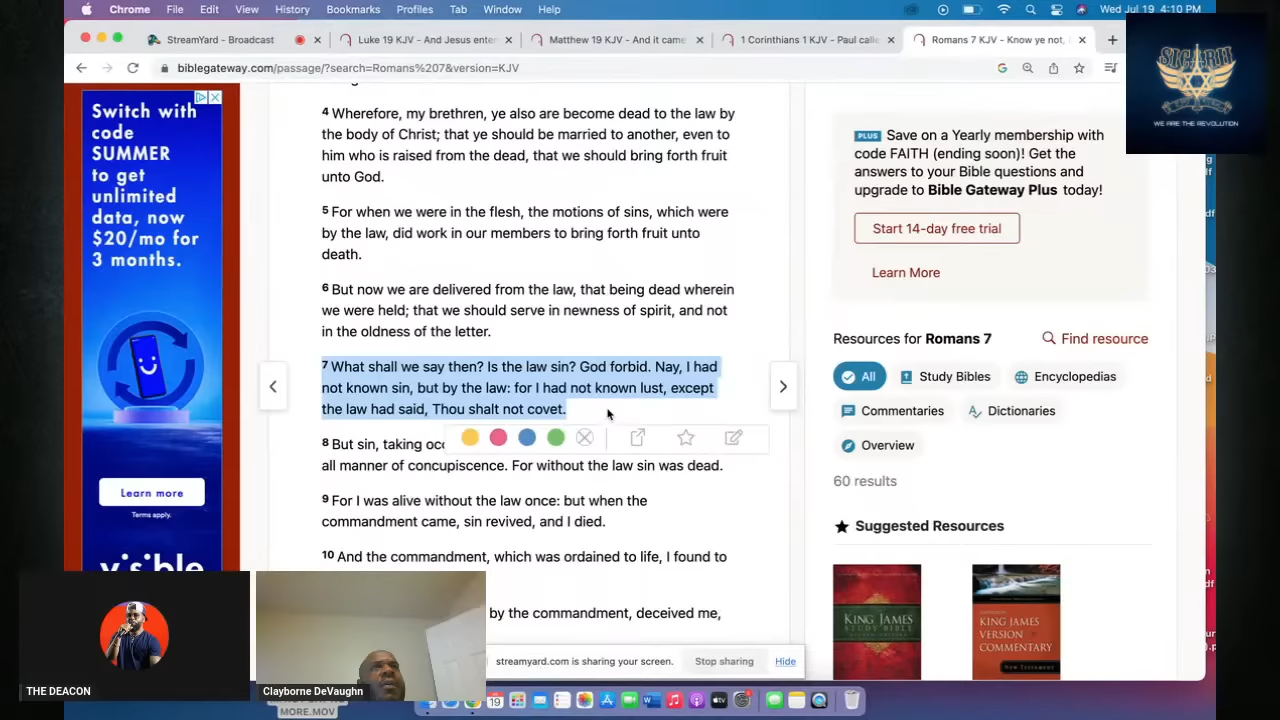 Chrome File Edit View History Bookmarks Profiles Tab Window Help
Wed Jul 19 4:10 PM
StreamYard - Broadcast
Luke 19 KJV - And Jesus enter
Matthew 19 KJV - And it came
1 Corinthians 1 KJV - Paul calle
Romans 7 KJV - Know ye not,
biblegateway.com/passage/?search=Romans%207&version=KJV
SICARII
WE ARE THE REVOLUTION
Switch with
code
SUMMER
to get
unlimited
data, now
$20/mo for
3 months.
Learn more
Terms apply.
visible
4 Wherefore, my brethren, ye also are become dead to the law by
the body of Christ; that ye should be married to another, even to
him who is raised from the dead, that we should bring forth fruit
unto God.
5 For when we were in the flesh, the motions of sins, which were
by the law, did work in our members to bring forth fruit unto
death.
6 But now we are delivered from the law, that being dead wherein
we were held; that we should serve in newness of spirit, and not
in the oldness of the letter.
7 What shall we say then? Is the law sin? God forbid. Nay, I had
not known sin, but by the law: for I had not known lust, except
the law had said, Thou shalt not covet.
8 But sin, taking occ
all manner of concupiscence. For without the law sin was dead.
9 For I was alive without the law once: but when the
commandment came, sin revived, and I died.
10 And the commandment, which was ordained to life, I found to
by the commandment, deceived me,
PLUS Save on a Yearly membership with
code FAITH (ending soon)! Get the
answers to your Bible questions and
upgrade to Bible Gateway Plus today!
Start 14-day free trial
Learn More
Resources for Romans 7
Find resource
All
Study Bibles
Encyclopedias
Commentaries
Dictionaries
Overview
60 results
Suggested Resources
KING JAMES
STUDY BIBLE
KING JAMES
VERSION
COMMENTARY
New Testament
streamyard.com is sharing your screen.
Stop sharing
Hide
THE DEACON
Clayborne DeVaughn
19
MORE.MOV